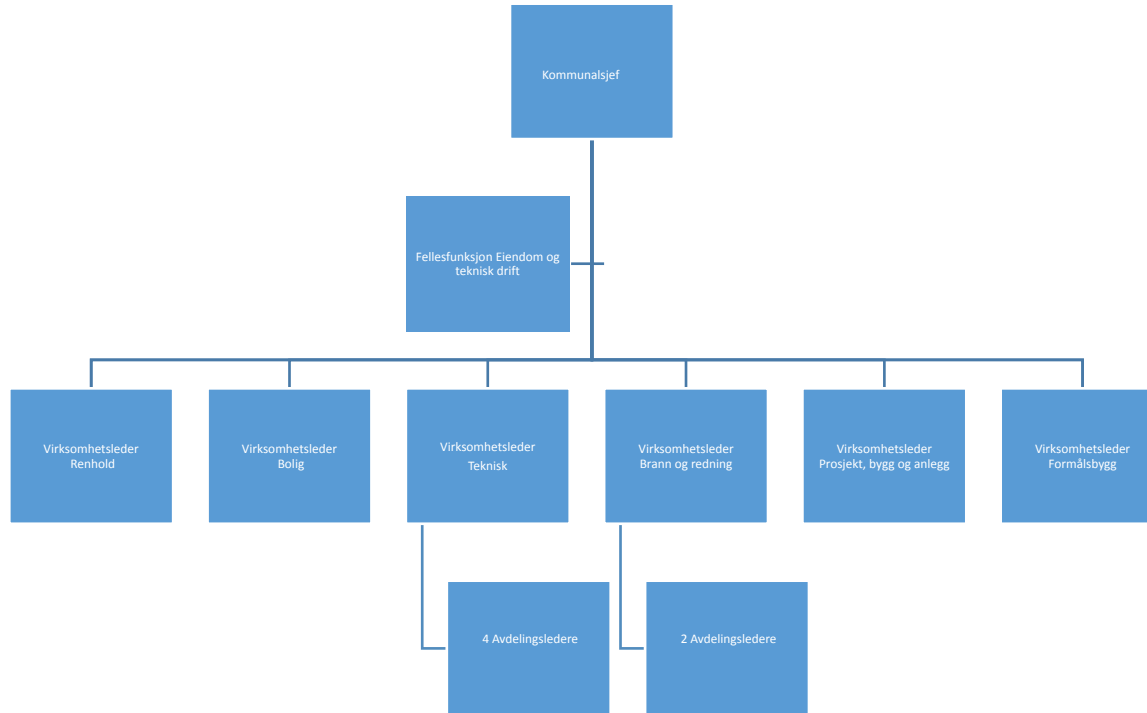 Kommunalsjef
Fellesfunksjon Eiendom og
teknisk drift
Virksomhetsleder
Renhold
Virksomhetsleder
Bolig
Virksomhetsleder
Teknisk
Virksomhetsleder
Brann og redning
Virksomhetsleder
Prosjekt, bygg og anlegg
Virksomhetsleder
Formålsbygg
4 Avdelingsledere
2 Avdelingsledere